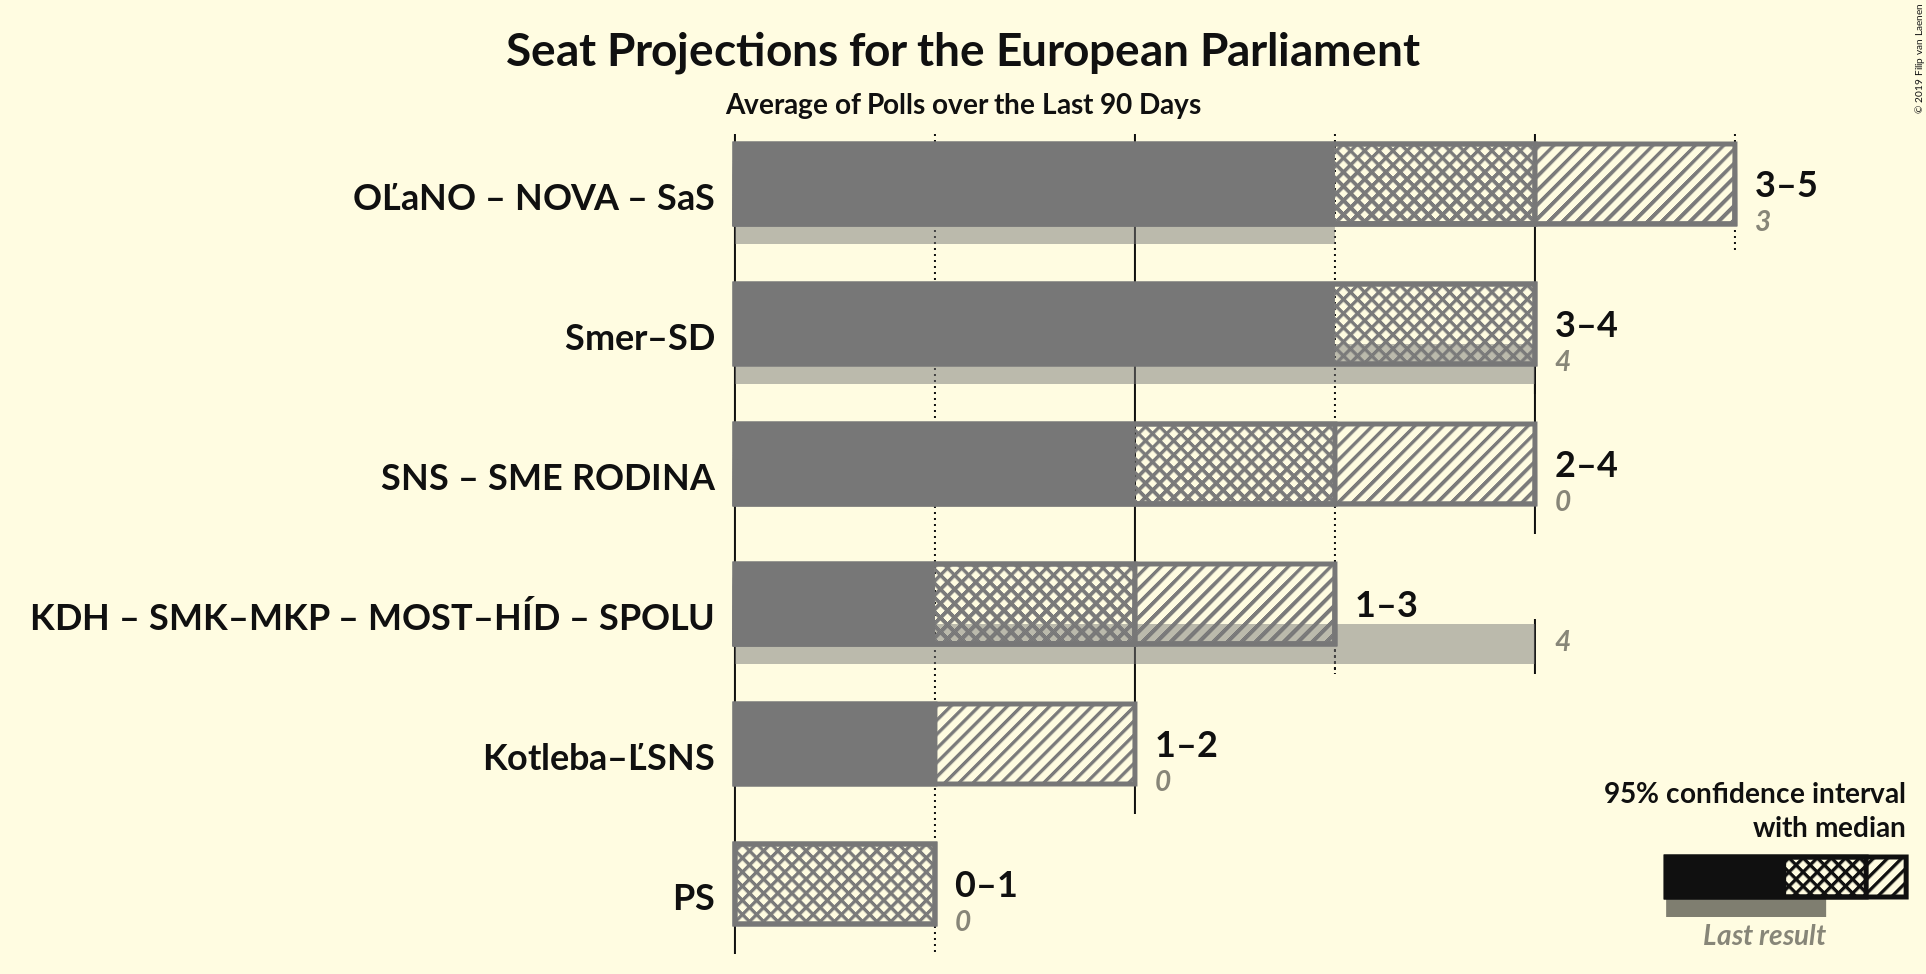 Seat Projections for the European Parliament
Average of Polls over the Last 90 Days
© 2019 Filip van Laenen
OĽaNO – NOVA – SaS
3–5
3
Smer–SD
3–4
4
SNS – SME RODINA
2–4
0
KDH – SMK–MKP – MOST–HÍD – SPOLU
1–3
4
Kotleba–ĽSNS
1–2
0
PS
0–1
0
95% confidence interval
with median
Last result